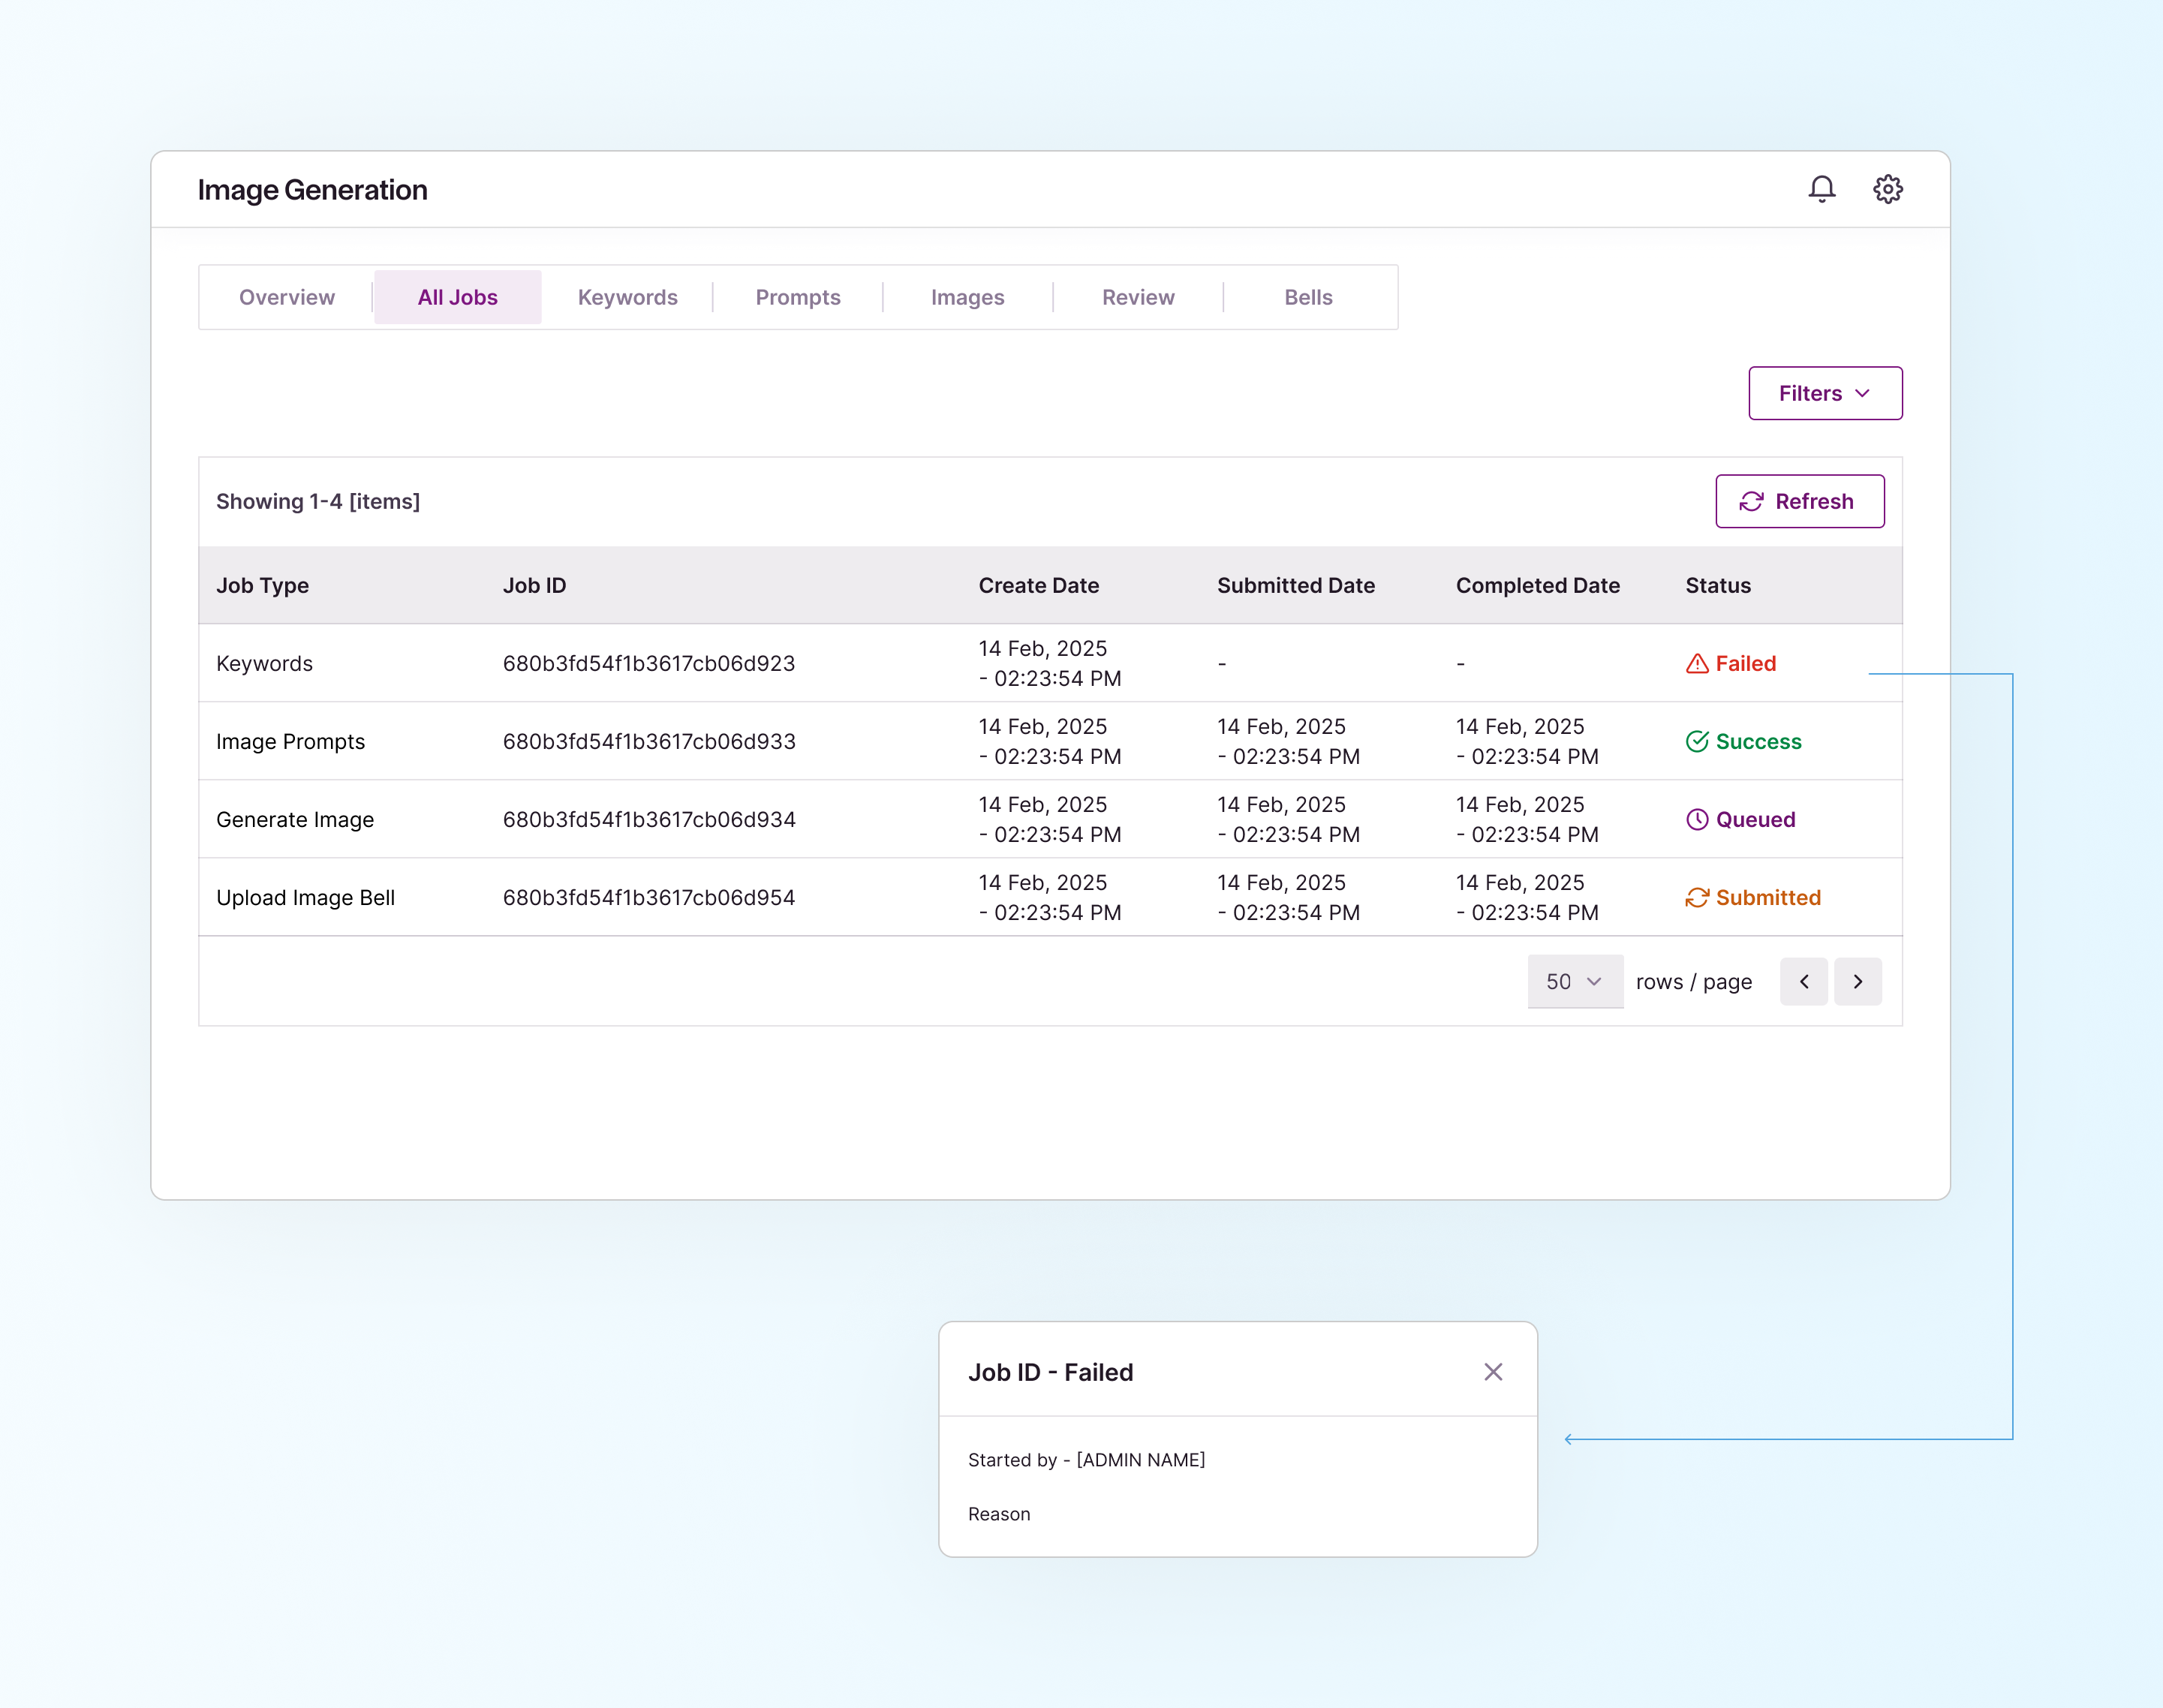 Image Generation
Overview
All Jobs
Keywords
Prompts
Images
Review
Bells
Filters
Showing 1-4 [items]
Refresh
Job Type Job ID Create Date Submitted Date Completed Date Status
Keywords 680b3fd54f1b3617cb06d923 14 Feb, 2025 - 02:23:54 PM - - Failed
Image Prompts 680b3fd54f1b3617cb06d933 14 Feb, 2025 - 02:23:54 PM 14 Feb, 2025 - 02:23:54 PM 14 Feb, 2025 - 02:23:54 PM Success
Generate Image 680b3fd54f1b3617cb06d934 14 Feb, 2025 - 02:23:54 PM 14 Feb, 2025 - 02:23:54 PM 14 Feb, 2025 - 02:23:54 PM Queued
Upload Image Bell 680b3fd54f1b3617cb06d954 14 Feb, 2025 - 02:23:54 PM 14 Feb, 2025 - 02:23:54 PM 14 Feb, 2025 - 02:23:54 PM Submitted
50 rows / page
Job ID - Failed
Started by - [ADMIN NAME]
Reason